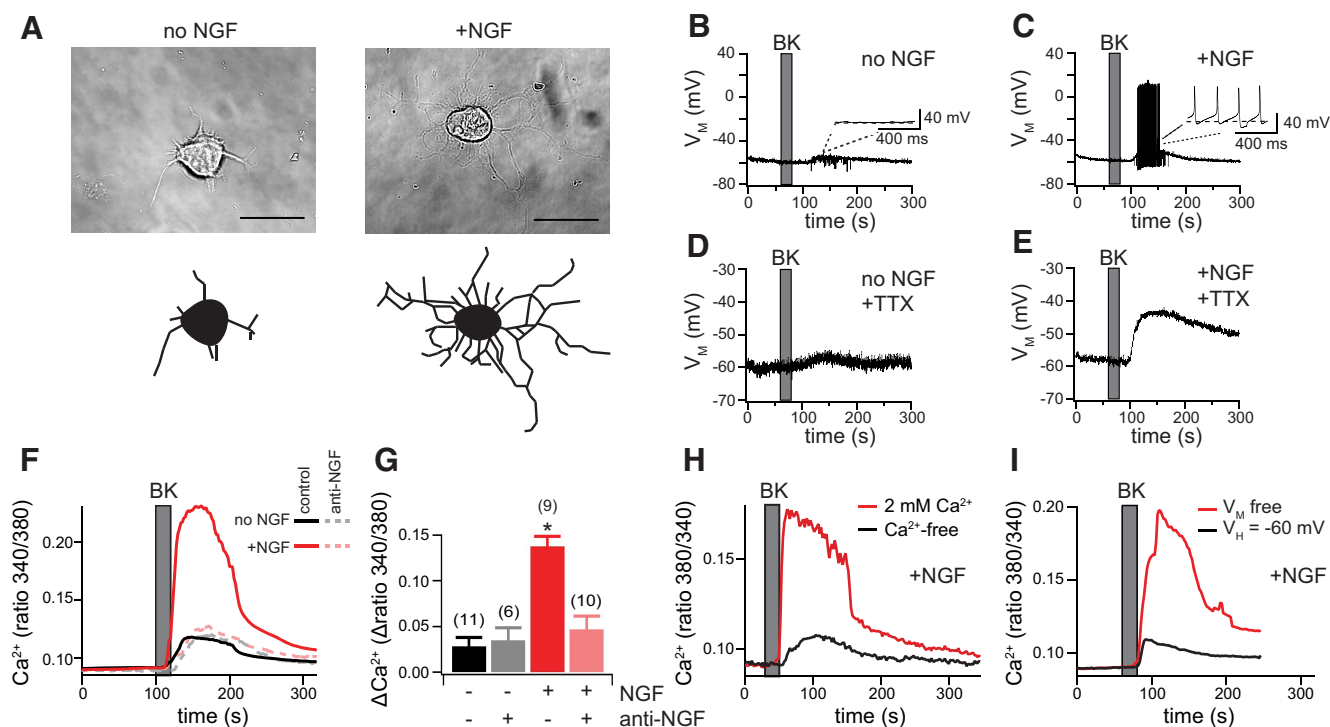 A
no NGF
+NGF
B
BK
no NGF
V_M (mV)
40
0
-40
-80
40 mV
400 ms
0
100
200
300
time (s)
C
BK
+NGF
V_M (mV)
40
0
-40
-80
40 mV
400 ms
0
100
200
300
time (s)
D
BK
no NGF
+TTX
V_M (mV)
-30
-40
-50
-60
-70
0
100
200
300
time (s)
E
BK
+NGF
+TTX
V_M (mV)
-30
-40
-50
-60
-70
0
100
200
300
time (s)
F
BK
control
anti-NGF
no NGF
+NGF
Ca²⁺ (ratio 340/380)
0.20
0.15
0.10
0
200
time (s)
G
ΔCa²⁺ (Δratio 340/380)
0.15
0.10
0.05
0.00
(11)
(6)
(9)
*
(10)
- - + + NGF
- + - + anti-NGF
H
BK
2 mM Ca²⁺
Ca²⁺-free
+NGF
Ca²⁺ (ratio 380/340)
0.15
0.10
0
100
200
300
time (s)
I
BK
V_M free
V_H = -60 mV
+NGF
Ca²⁺ (ratio 380/340)
0.20
0.15
0.10
0
100
200
300
time (s)